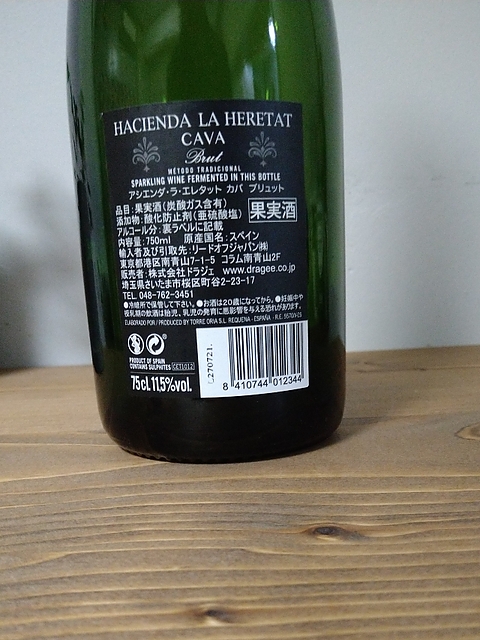 HACIENDA LA HERETAT
CAVA
Brut
MÉTODO TRADICIONAL
SPARKLING WINE FERMENTED IN THIS BOTTLE
アシエンダ・ラ・エレタット カバ ブリュット
品目:果実酒(炭酸ガス含有)
添加物:酸化防止剤(亜硫酸塩)
果実酒
アルコール分:裏ラベルに記載
内容量:750ml 原産国名:スペイン
輸入者及び引取先:リードオフジャパン㈱
東京都港区南青山7-1-5 コラム南青山2F
販売者:株式会社ドラジェ www.dragee.co.jp
埼玉県さいたま市桜区町谷2-23-17
TEL 048-762-3451
●冷暗所で保管して下さい。 ●お酒は20歳になってから。●妊娠中や
授乳期の飲酒は胎児、乳児の発育に悪影響を与える恐れがあります。
ELABORADO POR / PRODUCED BY TORRE ORIA S.L. REQUENA - ESPAÑA - R.E. 5570/V-CS
PRODUCT OF SPAIN
CONTAINS SULPHITES
CET1012
75cl. 11.5%vol.
L270721.
8 410744 012344